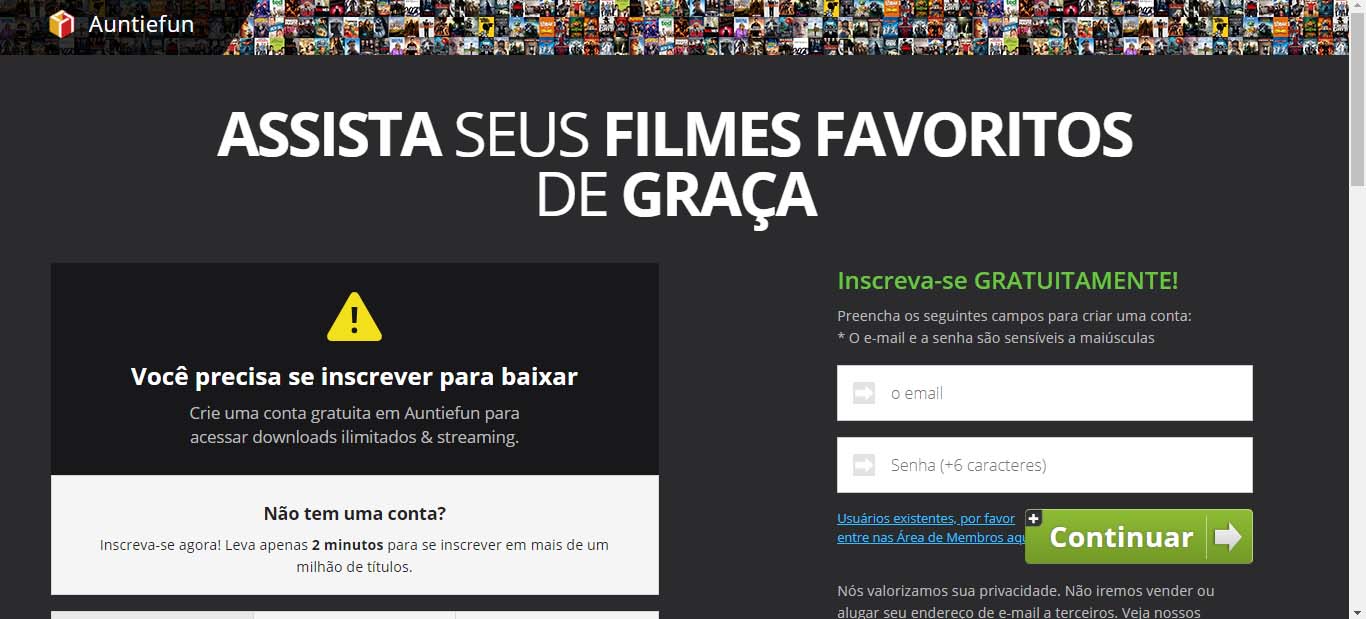 Auntiefun
ASSISTA SEUS FILMES FAVORITOS
DE GRAÇA
Você precisa se inscrever para baixar
Crie uma conta gratuita em Auntiefun para
acessar downloads ilimitados & streaming.
Não tem uma conta?
Inscreva-se agora! Leva apenas 2 minutos para se inscrever em mais de um
milhão de títulos.
Inscreva-se GRATUITAMENTE!
Preencha os seguintes campos para criar uma conta:
* O e-mail e a senha são sensíveis a maiúsculas
o email
Senha (+6 caracteres)
Usuários existentes, por favor
entre nas Área de Membros aqu
Continuar
Nós valorizamos sua privacidade. Não iremos vender ou
alugar seu endereço de e-mail a terceiros. Veja nossos